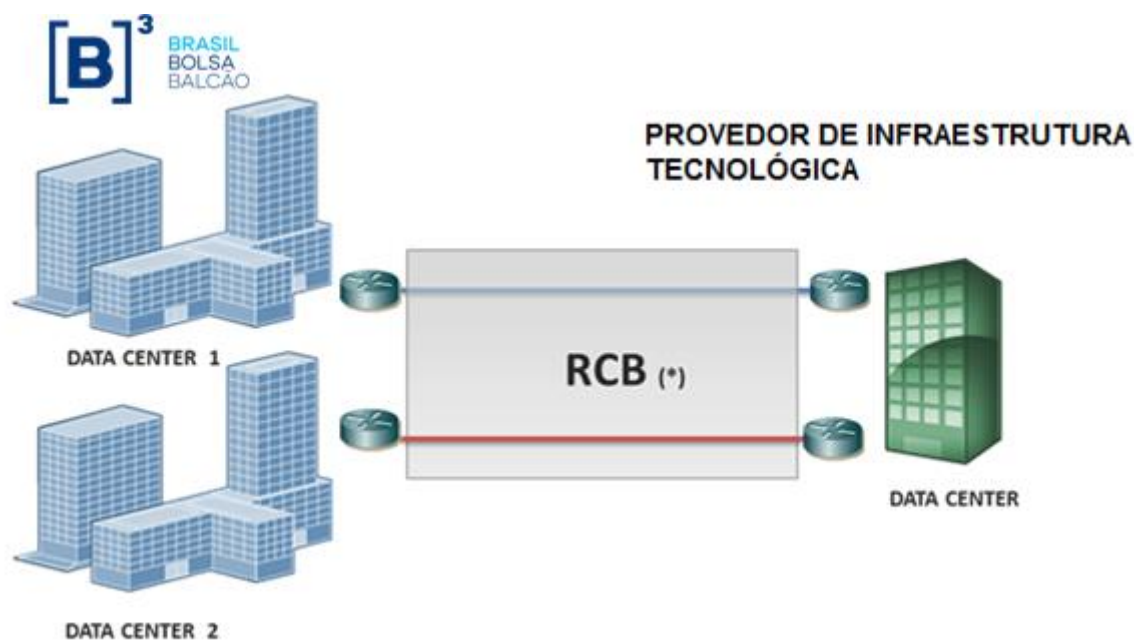 [B]³
BRASIL
BOLSA
BALCÃO
PROVEDOR DE INFRAESTRUTURA
TECNOLÓGICA
DATA CENTER 1
RCB (*)
DATA CENTER
DATA CENTER 2